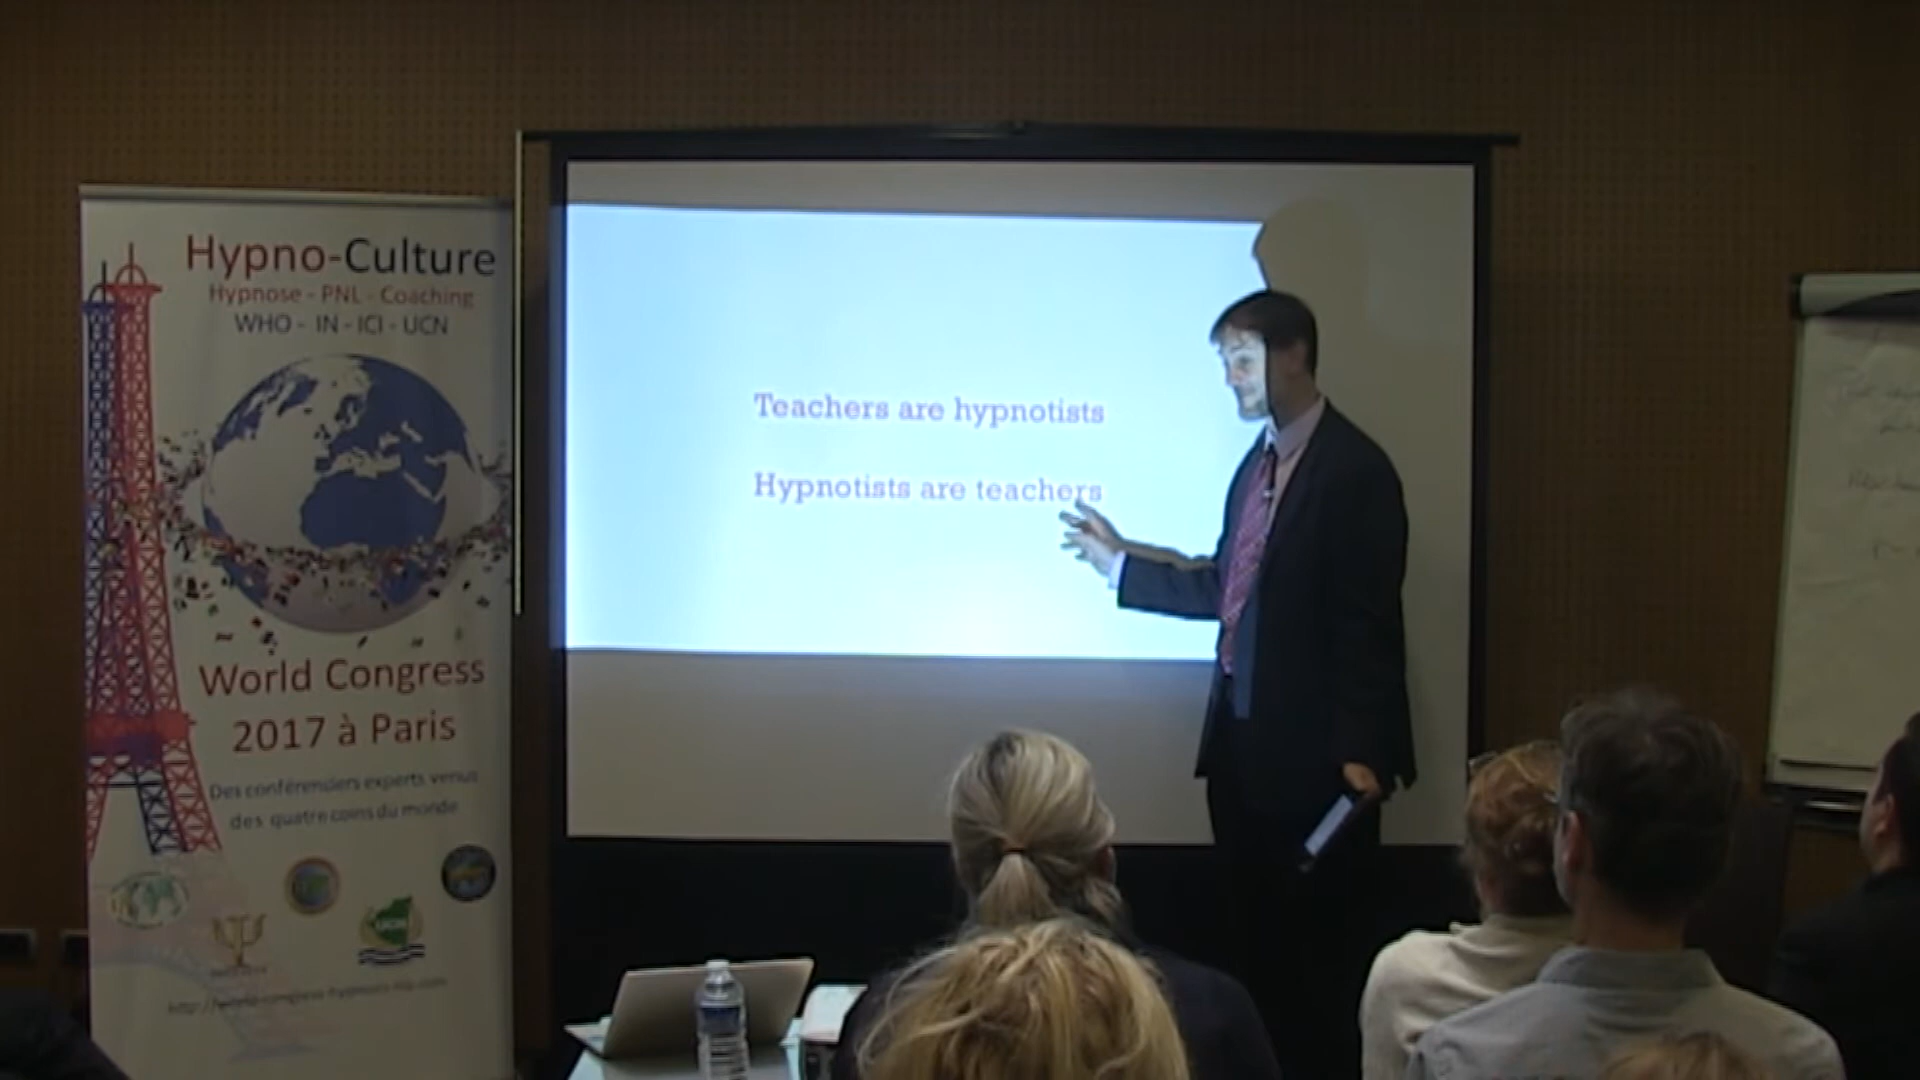 Hypno-Culture
Hypnose - PNL - Coaching
WHO - IN - ICI - UCN
World Congress
2017 à Paris
Des conférenciers experts venus
des quatre coins du monde
Teachers are hypnotists
Hypnotists are teachers